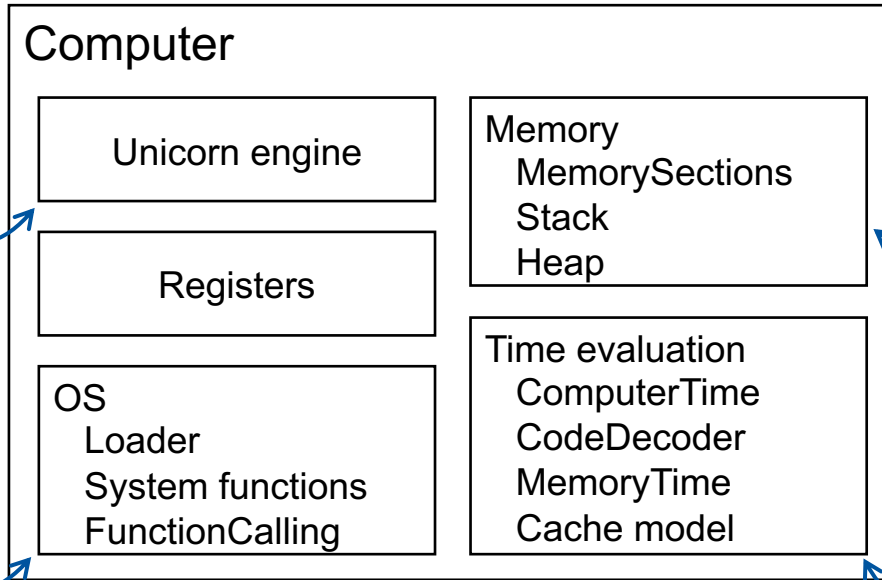 Computer
Unicorn engine
Registers
OS
Loader
System functions
FunctionCalling
Memory
MemorySections
Stack
Heap
Time evaluation
ComputerTime
CodeDecoder
MemoryTime
Cache model